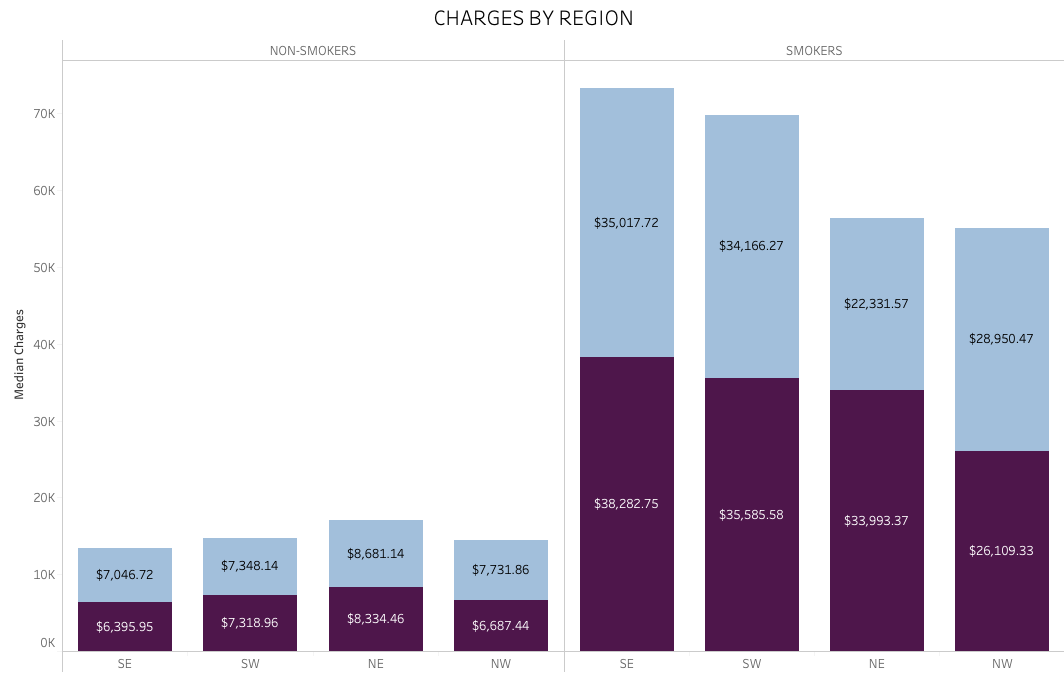 CHARGES BY REGION
NON-SMOKERS
SMOKERS
Median Charges
70K
60K
50K
40K
30K
20K
10K
0K
$7,046.72
$6,395.95
$7,348.14
$7,318.96
$8,681.14
$8,334.46
$7,731.86
$6,687.44
$35,017.72
$38,282.75
$34,166.27
$35,585.58
$22,331.57
$33,993.37
$28,950.47
$26,109.33
SE SW NE NW SE SW NE NW